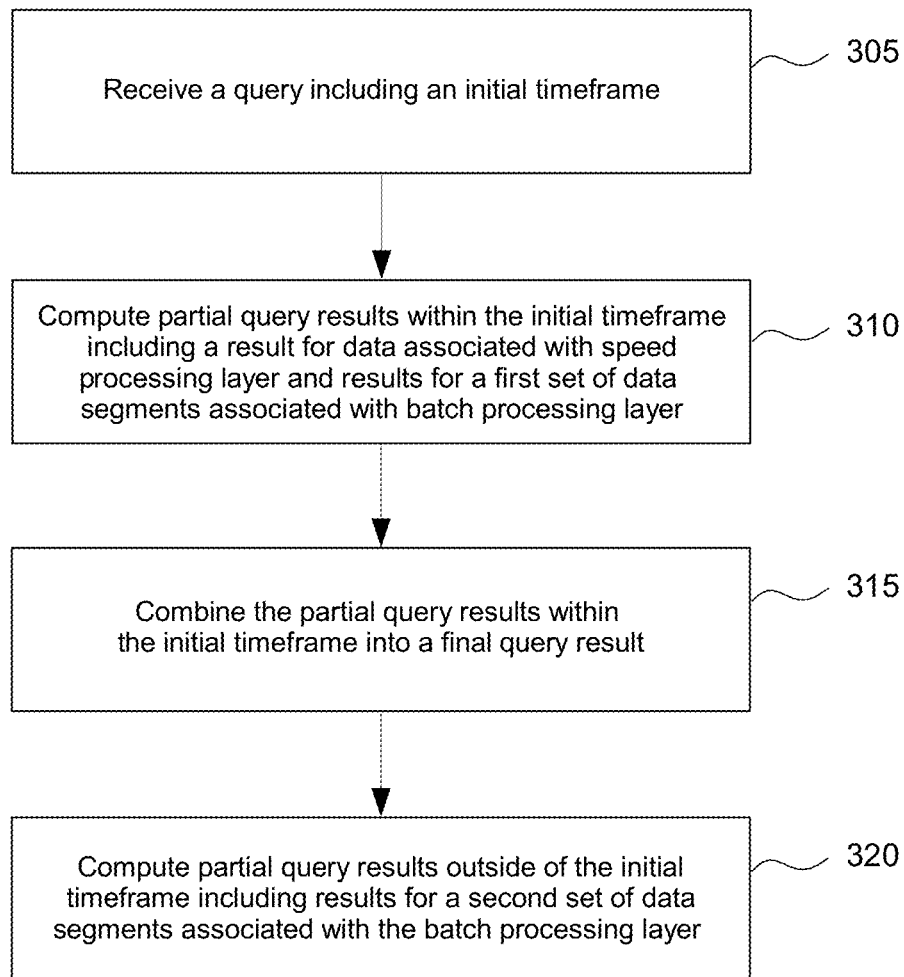 Receive a query including an initial timeframe
305
Compute partial query results within the initial timeframe
including a result for data associated with speed
processing layer and results for a first set of data
segments associated with batch processing layer
310
Combine the partial query results within
the initial timeframe into a final query result
315
Compute partial query results outside of the initial
timeframe including results for a second set of data
segments associated with the batch processing layer
320